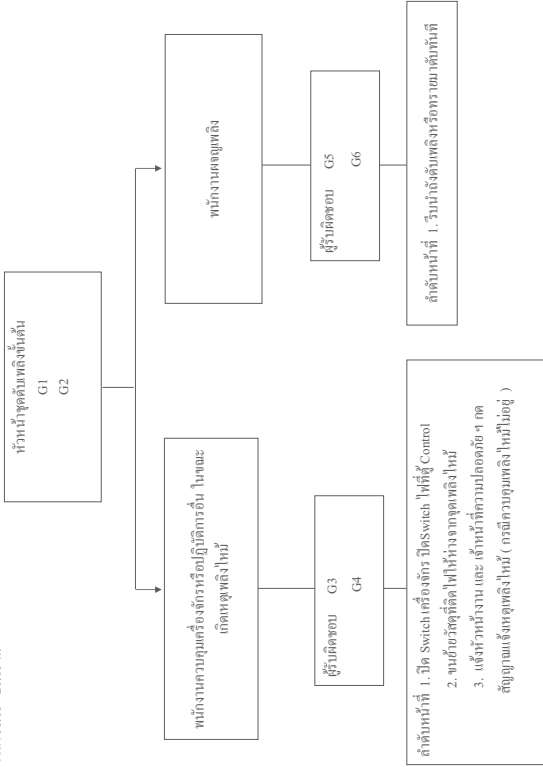 หัวหน้าชุดดับเพลิงขั้นต้น
G1
G2
พนักงานควบคุมเครื่องจักรหรือปฏิบัติการอื่น ในขณะ
เกิดเหตุเพลิงไหม้
พนักงานผจญเพลิง
ผู้รับผิดชอบ G3
G4
ผู้รับผิดชอบ G5
G6
ลำดับหน้าที่ 1. ปิด Switch เครื่องจักร ปิดSwitch ไฟที่ตู้ Control
2. ขนย้ายวัสดุที่ติดไฟให้ห่างจากจุดเพลิงไหม้
3. แจ้งหัวหน้างาน และ เจ้าหน้าที่ความปลอดภัย ฯ กด
สัญญาณแจ้งเหตุเพลิงไหม้ ( กรณีควบคุมเพลิงไหม้ไม่อยู่ )
ลำดับหน้าที่ 1. รีบนำถังดับเพลิงหรือทรายมาดับทันที